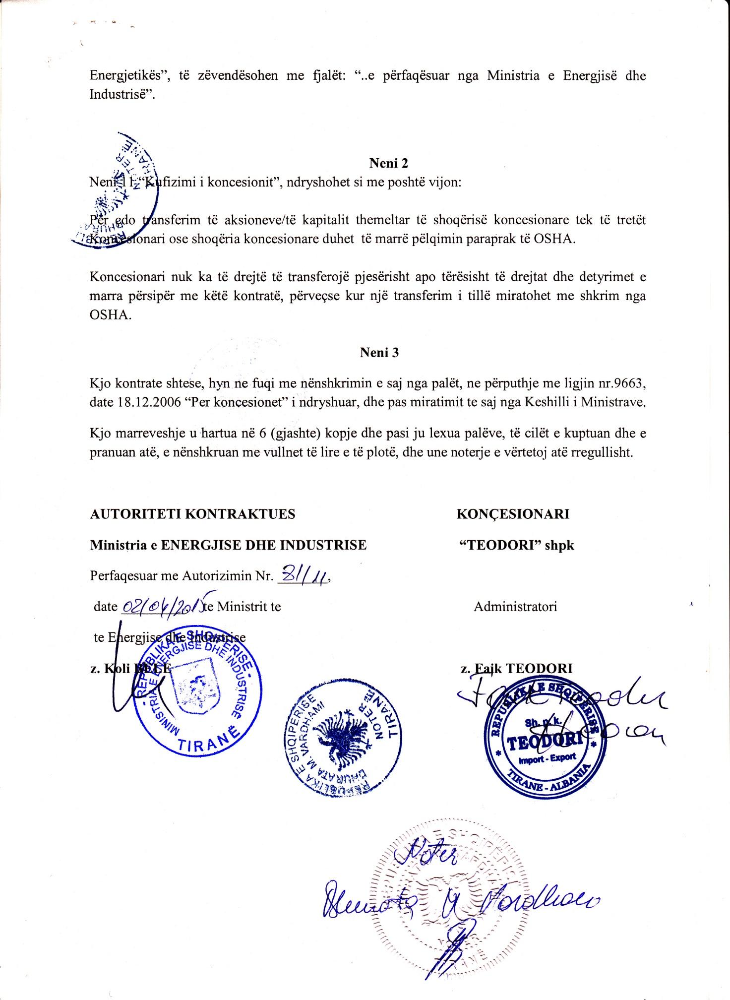 Energjetikës”, të zëvendësohen me fjalët: “..e përfaqësuar nga Ministria e Energjisë dhe
Industrisë”.
Neni 2
Neni 11 “Kufizimi i koncesionit”, ndryshohet si me poshtë vijon:
Për çdo transferim të aksioneve/të kapitalit themeltar të shoqërisë koncesionare tek të tretët
Koncesionari ose shoqëria koncesionare duhet të marrë pëlqimin paraprak të OSHA.
Koncesionari nuk ka të drejtë të transferojë pjesërisht apo tërësisht të drejtat dhe detyrimet e
marra përsipër me këtë kontratë, përveçse kur një transferim i tillë miratohet me shkrim nga
OSHA.
Neni 3
Kjo kontrate shtese, hyn ne fuqi me nënshkrimin e saj nga palët, ne përputhje me ligjin nr.9663,
date 18.12.2006 “Per koncesionet” i ndryshuar, dhe pas miratimit te saj nga Keshilli i Ministrave.
Kjo marreveshje u hartua në 6 (gjashte) kopje dhe pasi ju lexua palëve, të cilët e kuptuan dhe e
pranuan atë, e nënshkruan me vullnet të lire e të plotë, dhe une noterje e vërtetoj atë rregullisht.
AUTORITETI KONTRAKTUES KONÇESIONARI
Ministria e ENERGJISE DHE INDUSTRISE “TEODORI” shpk
Perfaqesuar me Autorizimin Nr. 81/11,
date 02/04/2015 te Ministrit te Administratori
te Energjise dhe Industrise
z. Koli BELE z. Fajk TEODORI
- REPUBLIKA E SHQIPERISE -
MINISTRIA E ENERGJISE DHE INDUSTRISE
TIRANË
REPUBLIKA E SHQIPERISE
DHURATA M. VARDHAMI
NOTERE
TIRANË
* REPUBLIKA E SHQIPERISE *
Sh. p. k.
TEODORI
Import - Export
TIRANE - ALBANIA
REPUBLIKA E SHQIPËRISË
Noter
TIRANË